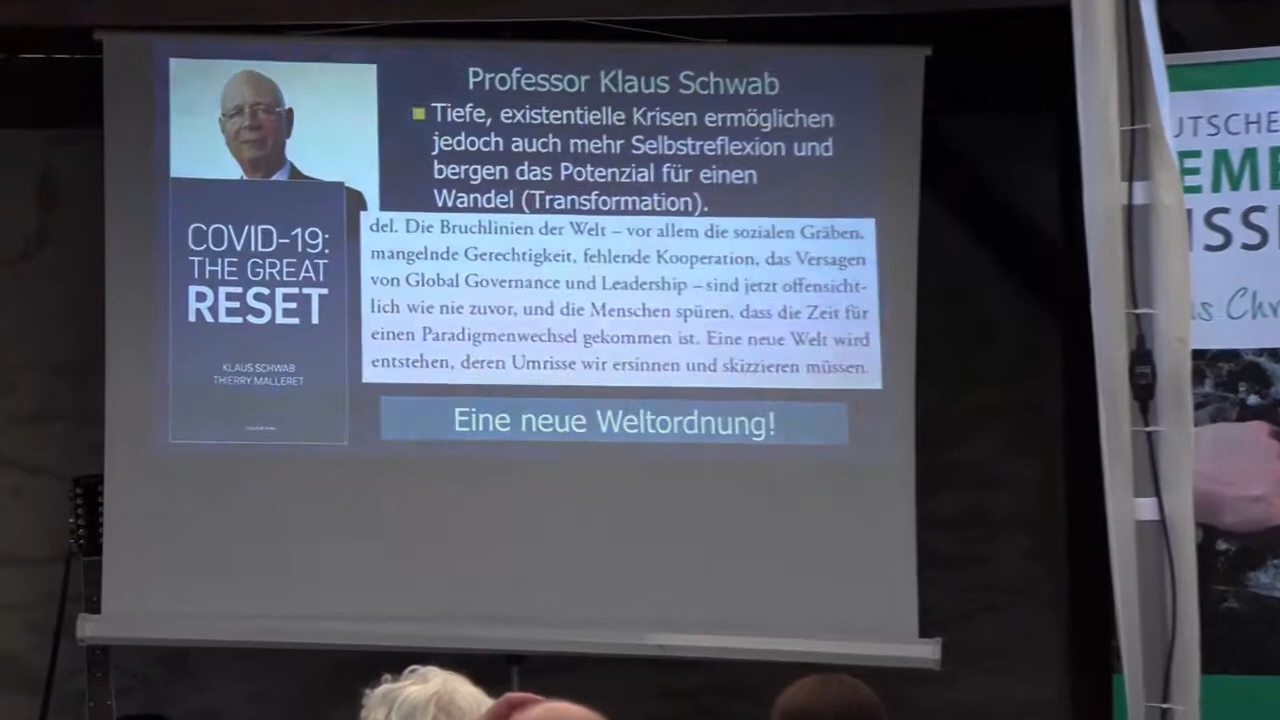 Professor Klaus Schwab
Tiefe, existentielle Krisen ermöglichen
jedoch auch mehr Selbstreflexion und
bergen das Potenzial für einen
Wandel (Transformation).
del. Die Bruchlinien der Welt – vor allem die sozialen Gräben,
mangelnde Gerechtigkeit, fehlende Kooperation, das Versagen
von Global Governance und Leadership – sind jetzt offensicht-
lich wie nie zuvor, und die Menschen spüren, dass die Zeit für
einen Paradigmenwechsel gekommen ist. Eine neue Welt wird
entstehen, deren Umrisse wir ersinnen und skizzieren müssen.
Eine neue Weltordnung!
COVID-19:
THE GREAT
RESET
KLAUS SCHWAB
THIERRY MALLERET
UTSCHE
EME
ISS
s Chr